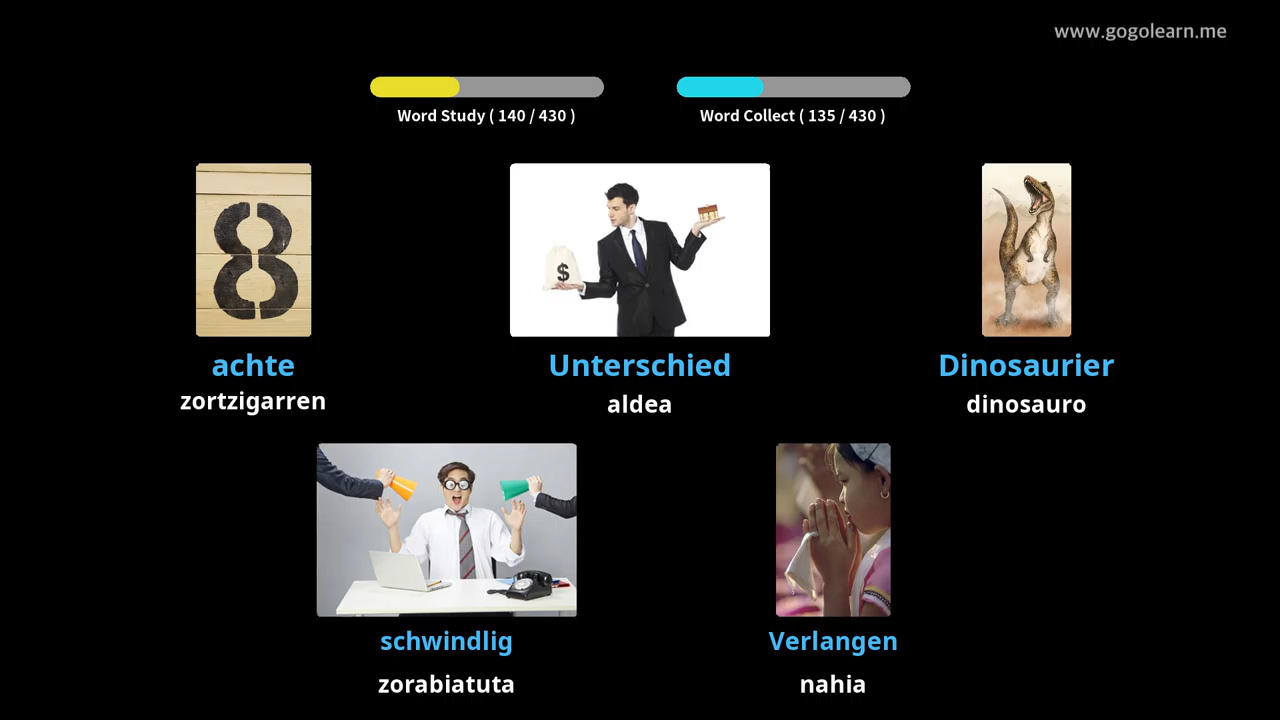 www.gogolearn.me
Word Study ( 140 / 430 )
Word Collect ( 135 / 430 )
8
$
achte
zortzigarren
Unterschied
aldea
Dinosaurier
dinosauro
schwindlig
zorabiatuta
Verlangen
nahia